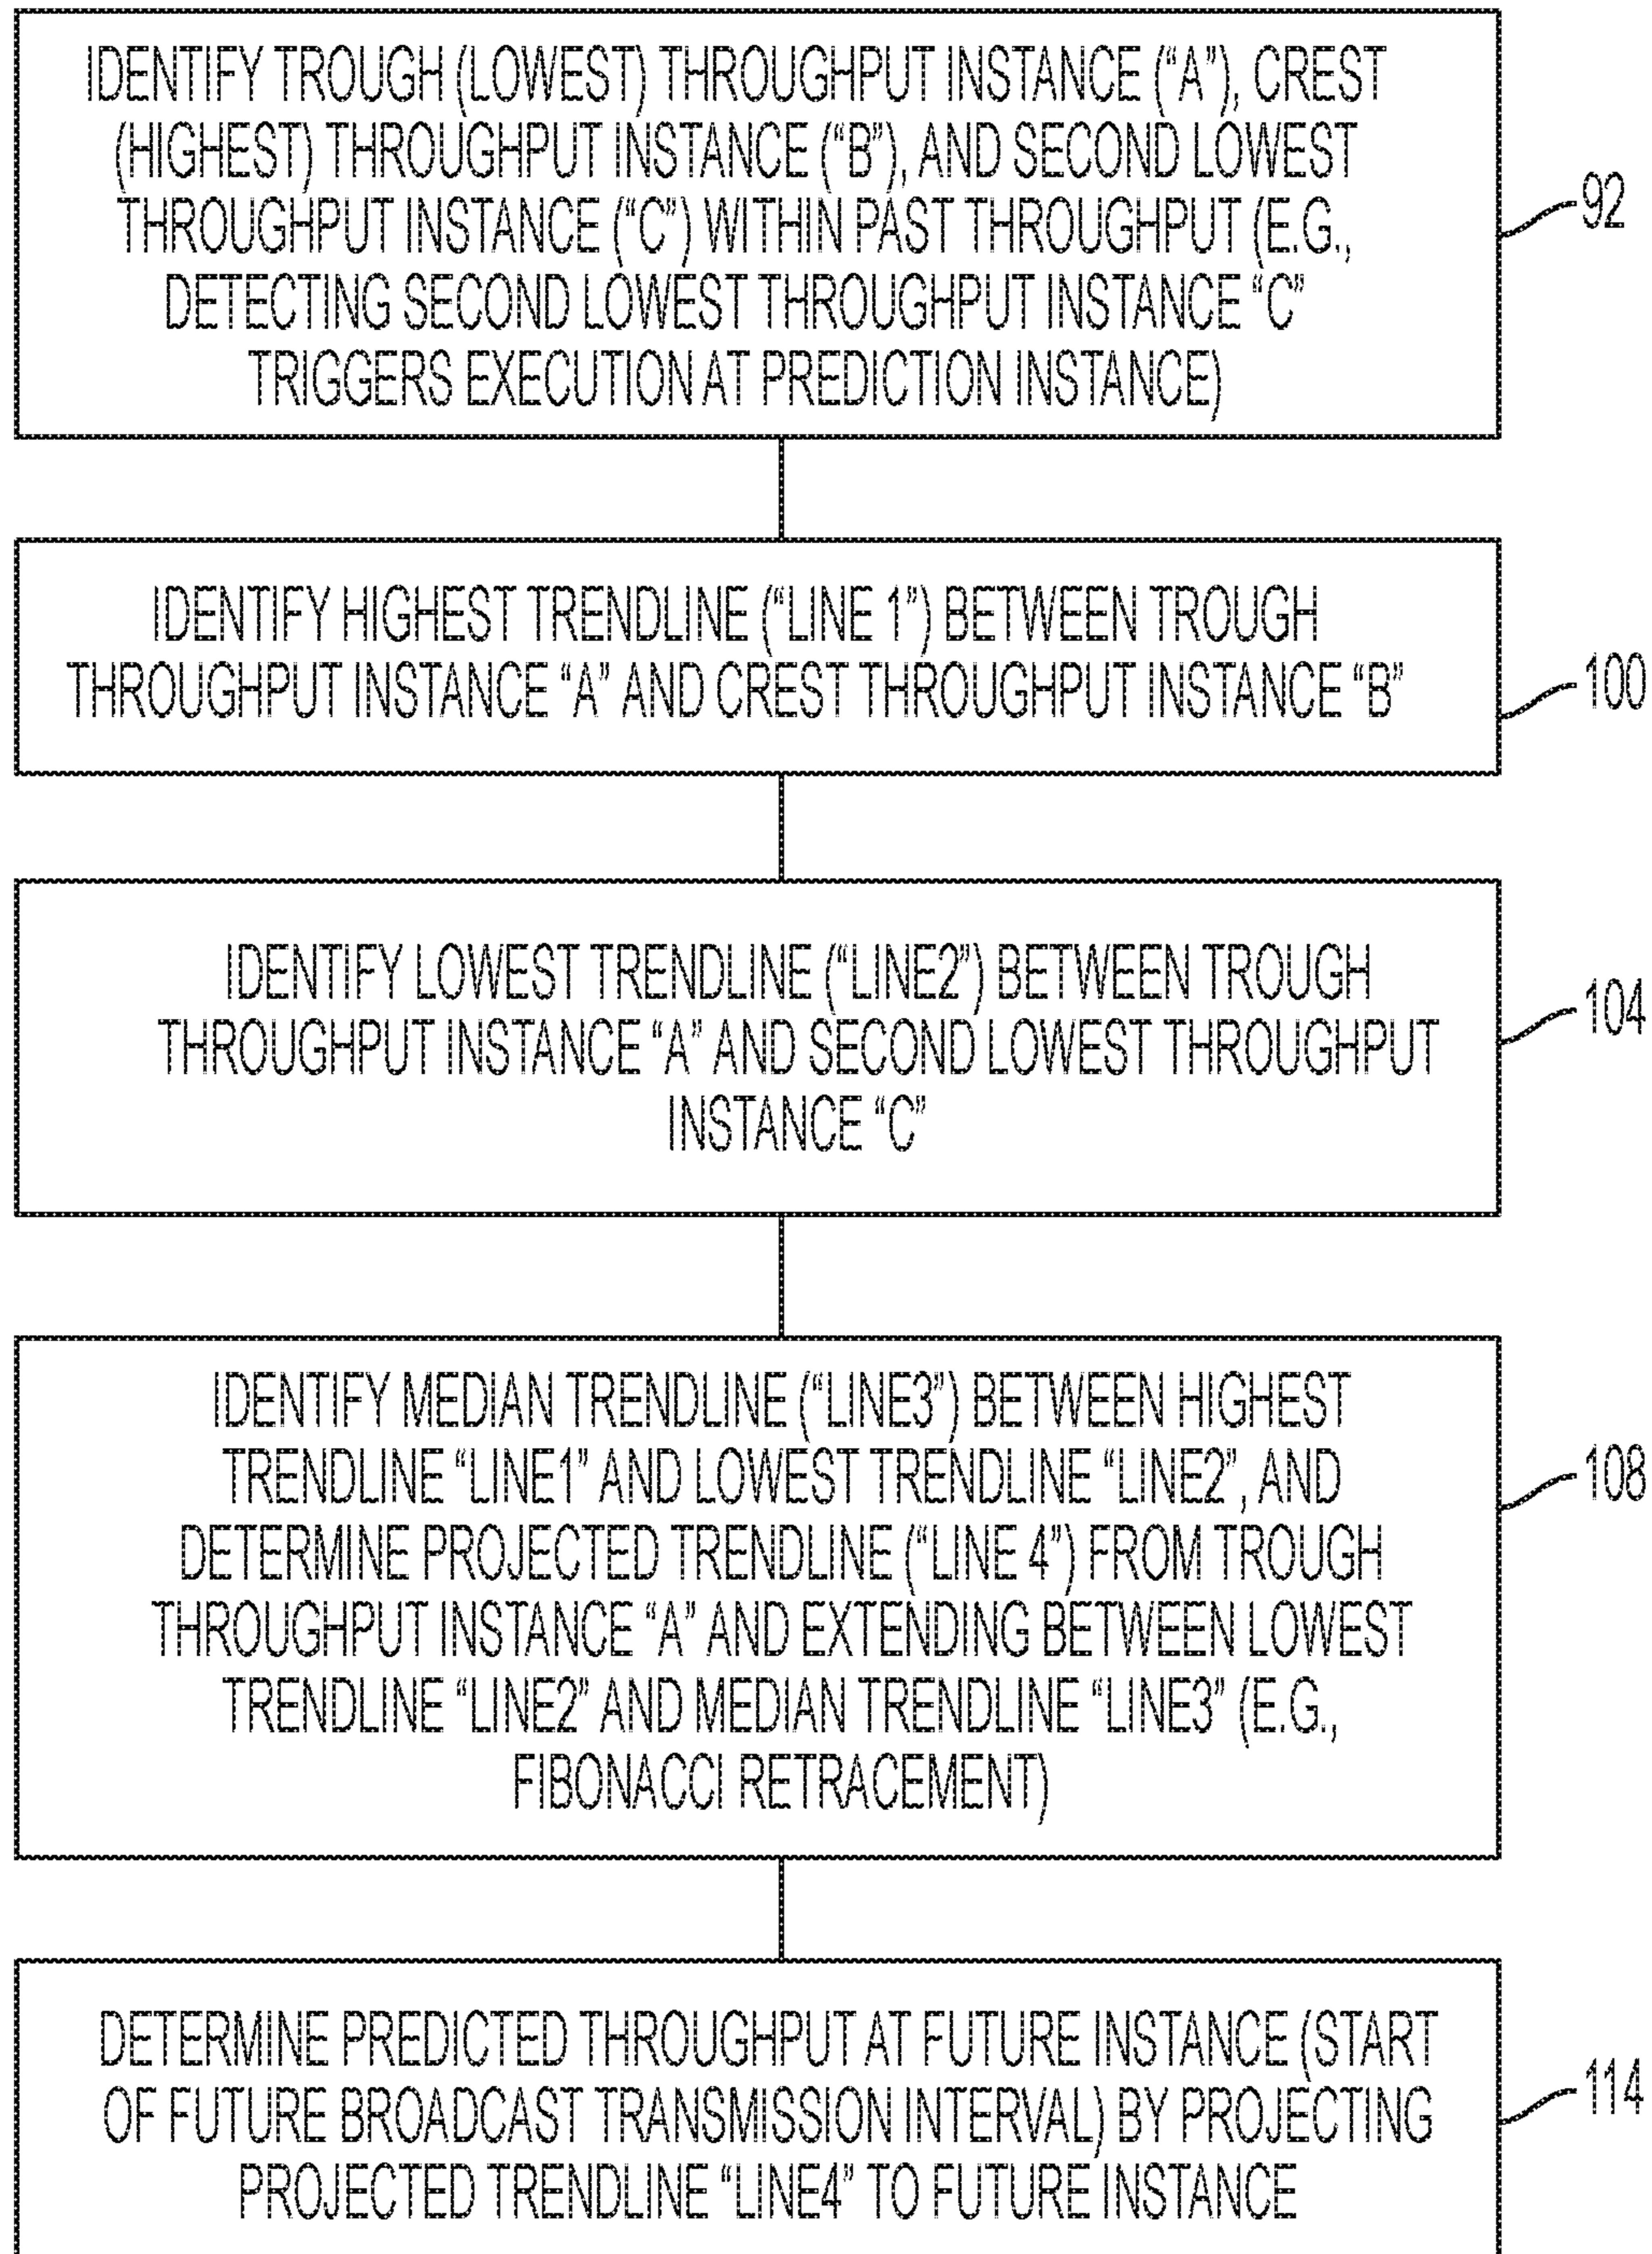 IDENTIFY TROUGH (LOWEST) THROUGHPUT INSTANCE ("A"), CREST
(HIGHEST) THROUGHPUT INSTANCE ("B"), AND SECOND LOWEST
THROUGHPUT INSTANCE ("C") WITHIN PAST THROUGHPUT (E.G.,
DETECTING SECOND LOWEST THROUGHPUT INSTANCE "C"
TRIGGERS EXECUTION AT PREDICTION INSTANCE)
92
IDENTIFY HIGHEST TRENDLINE ("LINE 1") BETWEEN TROUGH
THROUGHPUT INSTANCE "A" AND CREST THROUGHPUT INSTANCE "B"
100
IDENTIFY LOWEST TRENDLINE ("LINE2") BETWEEN TROUGH
THROUGHPUT INSTANCE "A" AND SECOND LOWEST THROUGHPUT
INSTANCE "C"
104
IDENTIFY MEDIAN TRENDLINE ("LINE3") BETWEEN HIGHEST
TRENDLINE "LINE1" AND LOWEST TRENDLINE "LINE2", AND
DETERMINE PROJECTED TRENDLINE ("LINE 4") FROM TROUGH
THROUGHPUT INSTANCE "A" AND EXTENDING BETWEEN LOWEST
TRENDLINE "LINE2" AND MEDIAN TRENDLINE "LINE3" (E.G.,
FIBONACCI RETRACEMENT)
108
DETERMINE PREDICTED THROUGHPUT AT FUTURE INSTANCE (START
OF FUTURE BROADCAST TRANSMISSION INTERVAL) BY PROJECTING
PROJECTED TRENDLINE "LINE4" TO FUTURE INSTANCE
114